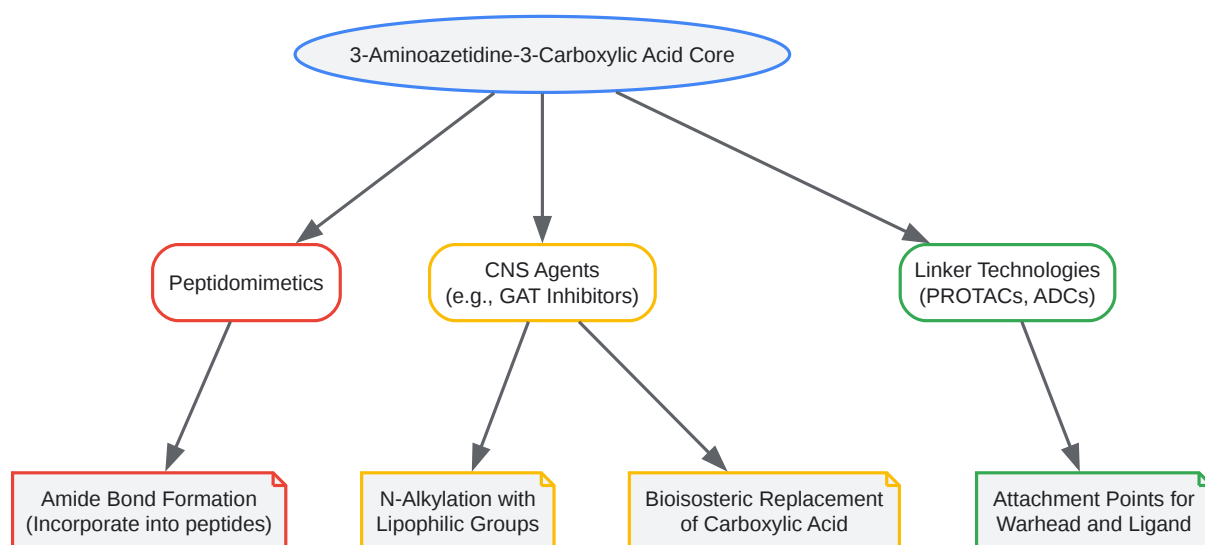 3-Aminoazetidine-3-Carboxylic Acid Core
Peptidomimetics
CNS Agents
(e.g., GAT Inhibitors)
Linker Technologies
(PROTACs, ADCs)
Amide Bond Formation
(Incorporate into peptides)
N-Alkylation with
Lipophilic Groups
Bioisosteric Replacement
of Carboxylic Acid
Attachment Points for
Warhead and Ligand